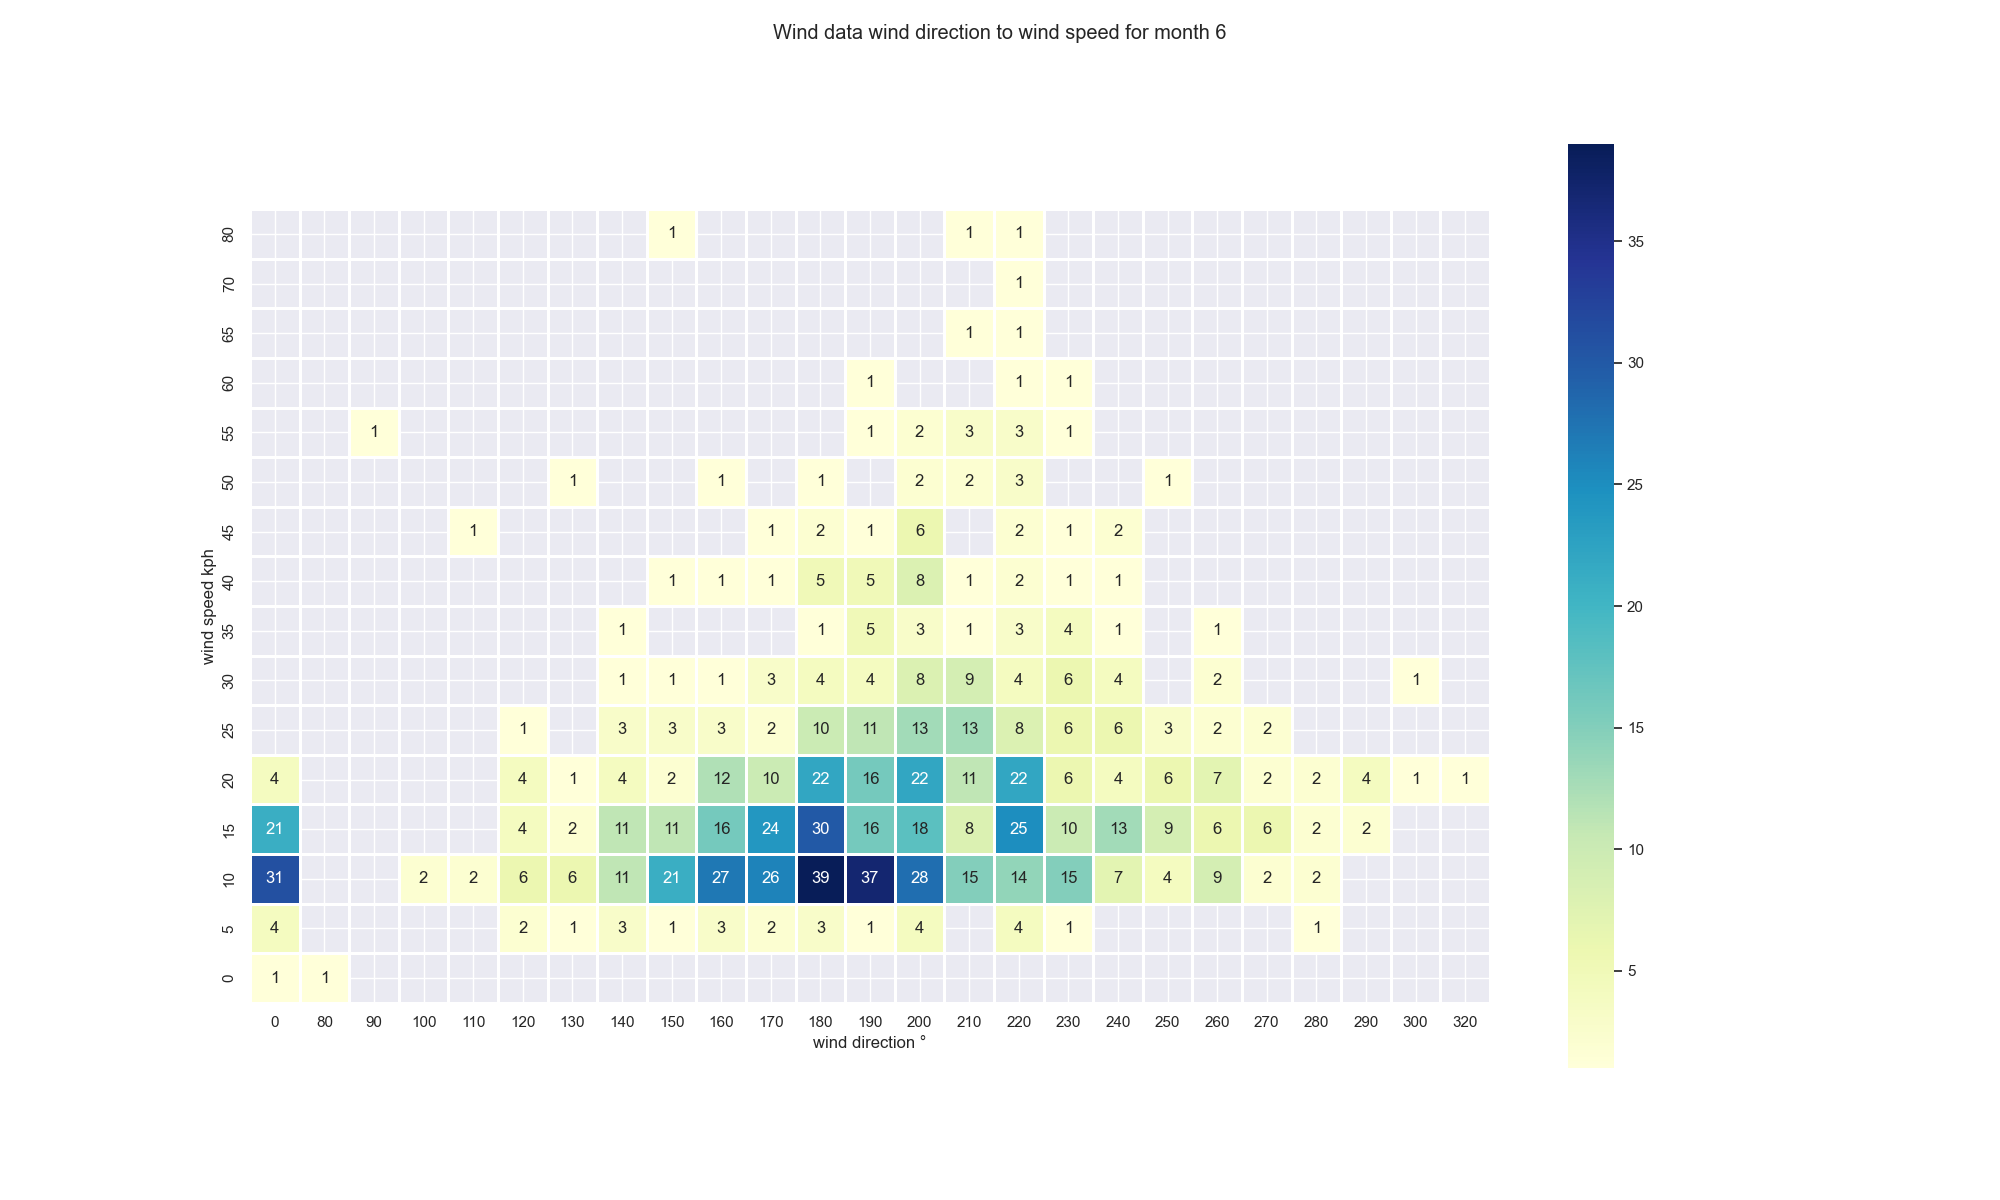 Wind data wind direction to wind speed for month 6
80 1 1 1
70 1
65 1 1
60 1 1 1
55 1 1 2 3 3 1
50 1 1 1 2 2 3 1
45 1 1 2 1 6 2 1 2
40 1 1 1 5 5 8 1 2 1 1
35 1 1 5 3 1 3 4 1 1
30 1 1 1 3 4 4 8 9 4 6 4 2 1
25 1 3 3 3 2 10 11 13 13 8 6 6 3 2 2
20 4 4 1 4 2 12 10 22 16 22 11 22 6 4 6 7 2 2 4 1 1
15 21 4 2 11 11 16 24 30 16 18 8 25 10 13 9 6 6 2 2
10 31 2 2 6 6 11 21 27 26 39 37 28 15 14 15 7 4 9 2 2
5 4 2 1 3 1 3 2 3 1 4 4 1 1
0 1 1
0 80 90 100 110 120 130 140 150 160 170 180 190 200 210 220 230 240 250 260 270 280 290 300 320
wind direction °
wind speed kph
35
30
25
20
15
10
5